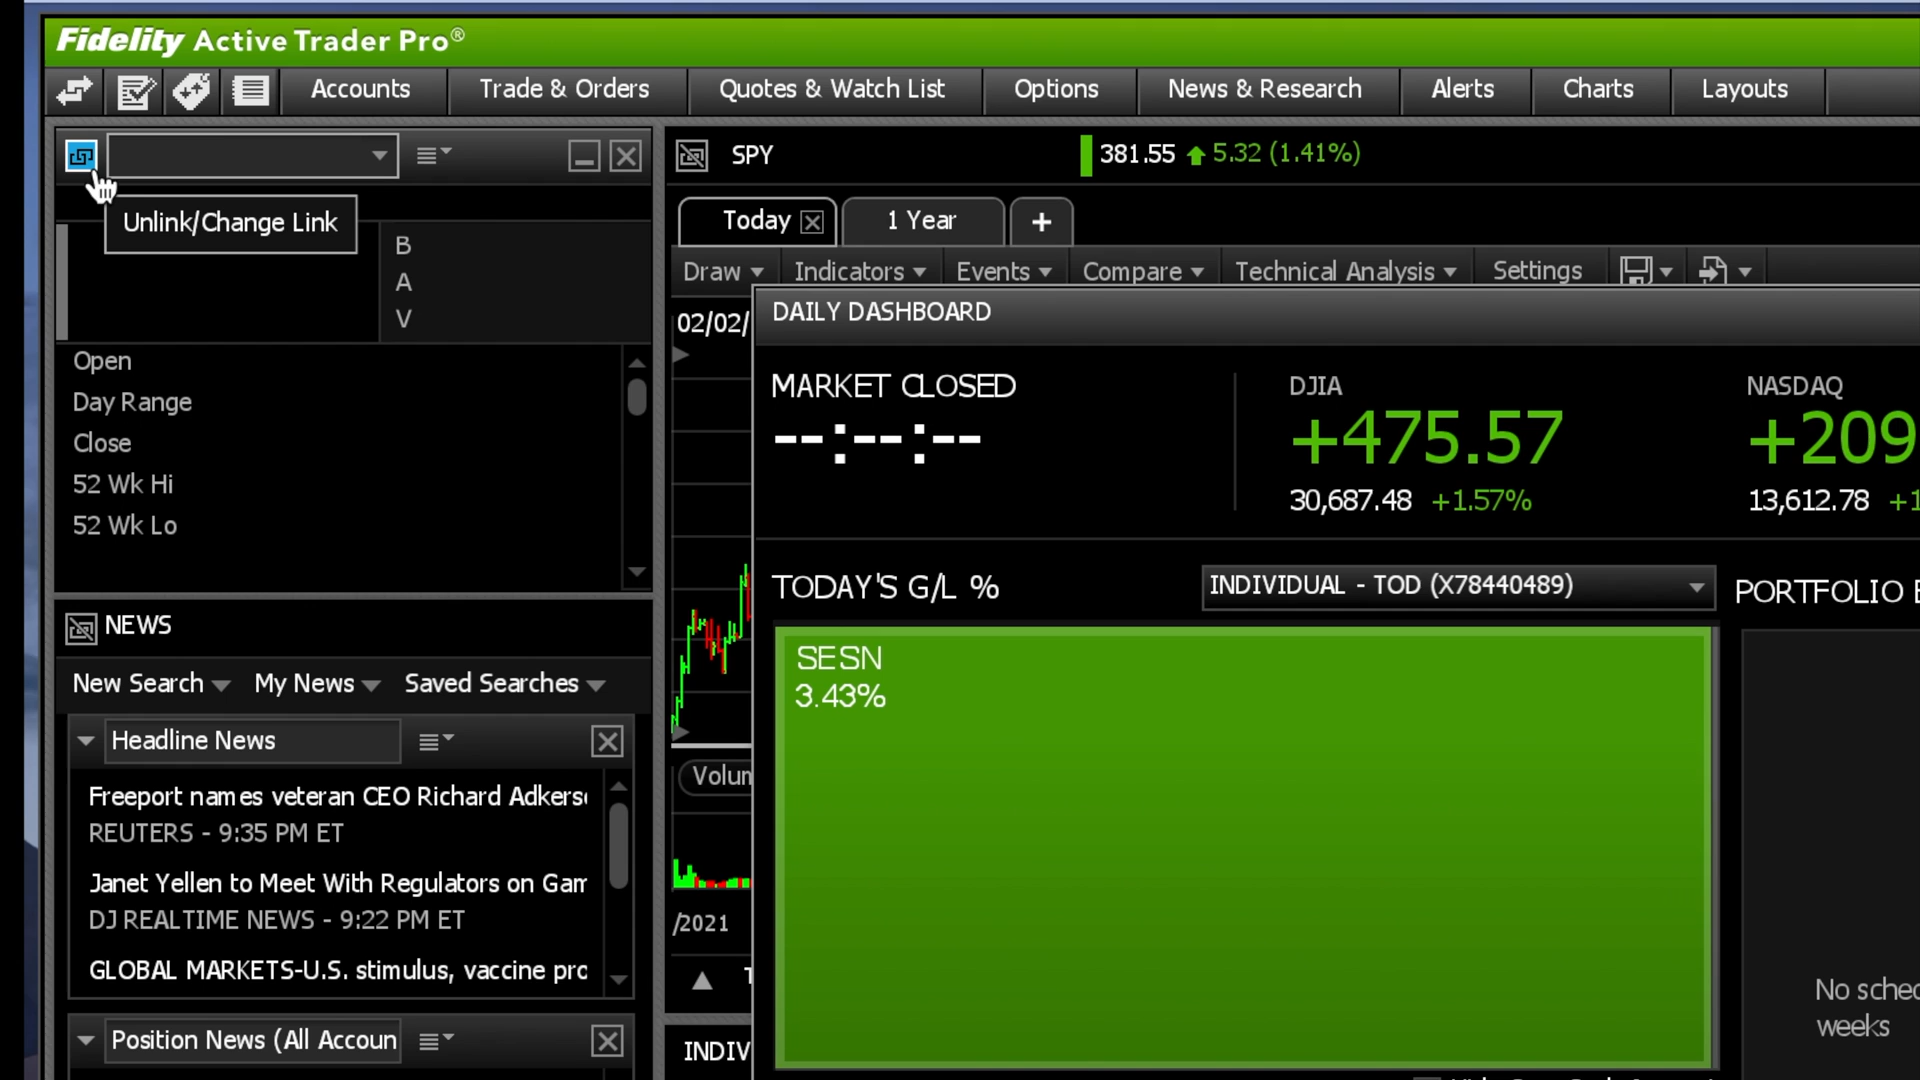 Fidelity Active Trader Pro®
Accounts
Trade & Orders
Quotes & Watch List
Options
News & Research
Alerts
Charts
Layouts
Unlink/Change Link
B
A
V
Open
Day Range
Close
52 Wk Hi
52 Wk Lo
NEWS
New Search
My News
Saved Searches
Headline News
Freeport names veteran CEO Richard Adkers
REUTERS - 9:35 PM ET
Janet Yellen to Meet With Regulators on Gam
DJ REALTIME NEWS - 9:22 PM ET
GLOBAL MARKETS-U.S. stimulus, vaccine pro
Position News (All Accoun
SPY
381.55 5.32 (1.41%)
Today
1 Year
+
Draw
Indicators
Events
Compare
Technical Analysis
Settings
02/02/
Volum
/2021
INDIV
DAILY DASHBOARD
MARKET CLOSED
--:--:--
DJIA
+475.57
30,687.48 +1.57%
NASDAQ
+209
13,612.78 +1
TODAY'S G/L %
INDIVIDUAL - TOD (X78440489)
PORTFOLIO E
SESN
3.43%
No sched
weeks